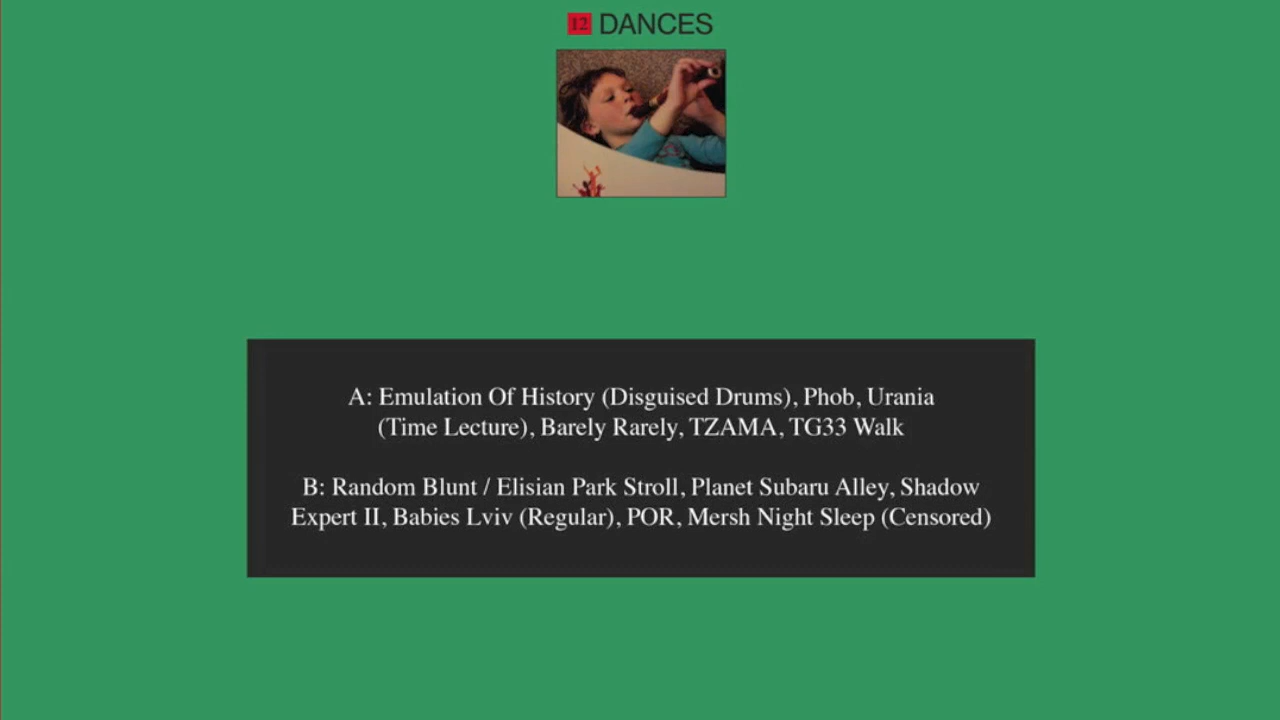 12 DANCES
A: Emulation Of History (Disguised Drums), Phob, Urania
(Time Lecture), Barely Rarely, TZAMA, TG33 Walk
B: Random Blunt / Elisian Park Stroll, Planet Subaru Alley, Shadow
Expert II, Babies Lviv (Regular), POR, Mersh Night Sleep (Censored)